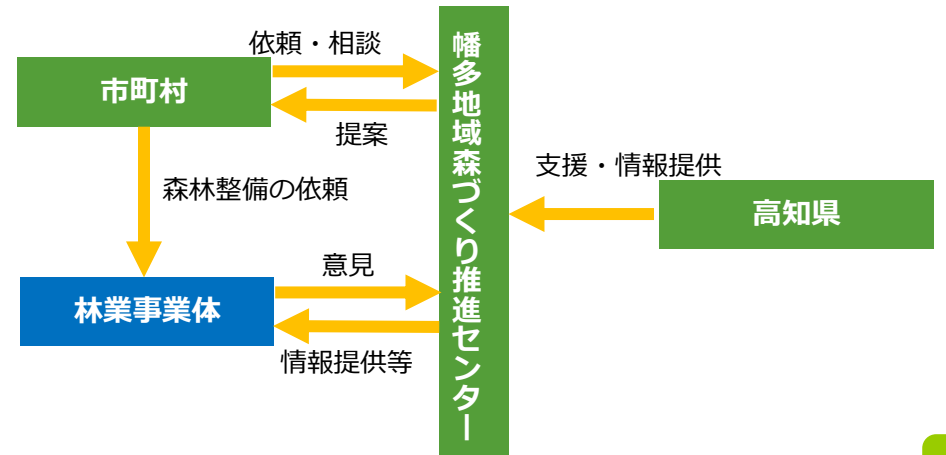 依頼・相談
市町村
提案
森林整備の依頼
林業事業体
意見
情報提供等
幡多地域森づくり推進センター
支援・情報提供
高知県